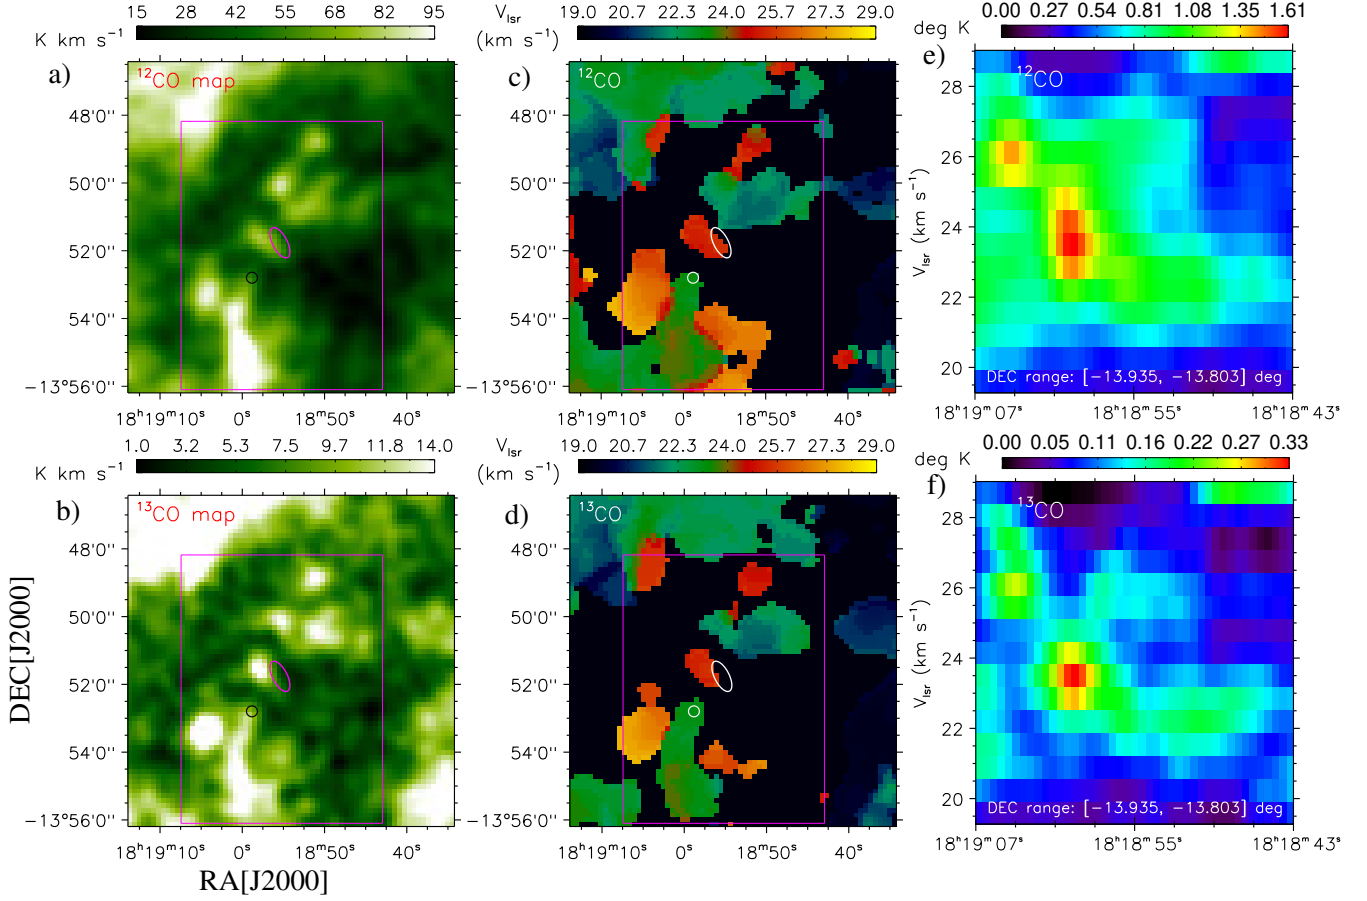 15 28 42 55 68 82 95
K km s⁻¹
a)
¹²CO map
48'0''
50'0''
52'0''
54'0''
−13°56'0''
18ʰ19ᵐ10ˢ 0ˢ 18ᵐ50ˢ 40ˢ
Vlsr
(km s⁻¹)
19.0 20.7 22.3 24.0 25.7 27.3 29.0
c)
¹²CO
48'0''
50'0''
52'0''
54'0''
−13°56'0''
18ʰ19ᵐ10ˢ 0ˢ 18ᵐ50ˢ 40ˢ
deg K
0.00 0.27 0.54 0.81 1.08 1.35 1.61
e)
¹²CO
28
26
24
22
20
Vlsr (km s⁻¹)
DEC range: [−13.935, −13.803] deg
18ʰ19ᵐ07ˢ 18ʰ18ᵐ55ˢ 18ʰ18ᵐ43ˢ
1.0 3.2 5.3 7.5 9.7 11.8 14.0
K km s⁻¹
b)
¹³CO map
48'0''
50'0''
52'0''
54'0''
−13°56'0''
18ʰ19ᵐ10ˢ 0ˢ 18ᵐ50ˢ 40ˢ
DEC[J2000]
RA[J2000]
Vlsr
(km s⁻¹)
19.0 20.7 22.3 24.0 25.7 27.3 29.0
d)
¹³CO
48'0''
50'0''
52'0''
54'0''
−13°56'0''
18ʰ19ᵐ10ˢ 0ˢ 18ᵐ50ˢ 40ˢ
deg K
0.00 0.05 0.11 0.16 0.22 0.27 0.33
f)
¹³CO
28
26
24
22
20
Vlsr (km s⁻¹)
DEC range: [−13.935, −13.803] deg
18ʰ19ᵐ07ˢ 18ʰ18ᵐ55ˢ 18ʰ18ᵐ43ˢ